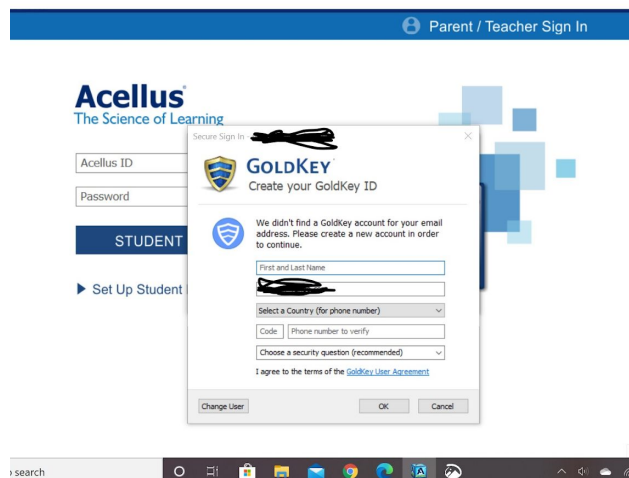 Parent / Teacher Sign In
Acellus
The Science of Learning
Secure Sign In
GOLDKEY
Create your GoldKey ID
Acellus ID
Password
We didn't find a GoldKey account for your email
address. Please create a new account in order
to continue.
STUDENT
First and Last Name
Set Up Student
Select a Country (for phone number)
Code Phone number to verify
Choose a security question (recommended)
I agree to the terms of the GoldKey User Agreement
Change User OK Cancel
search